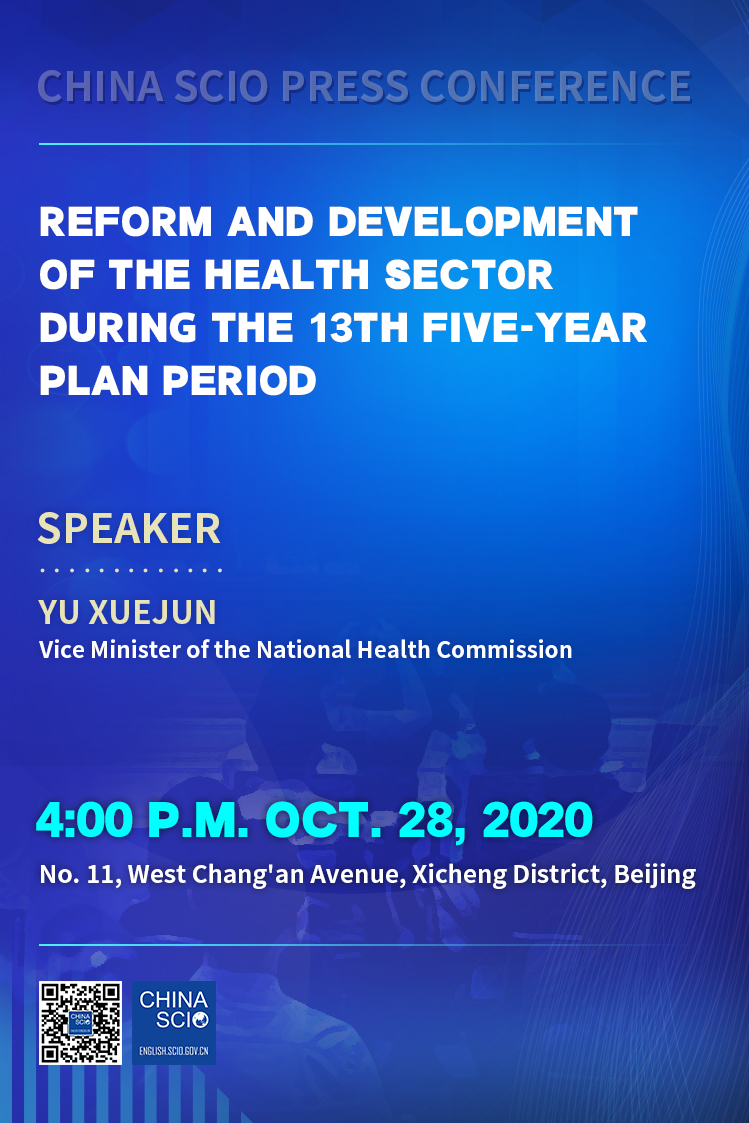 CHINA SCIO PRESS CONFERENCE
REFORM AND DEVELOPMENT
OF THE HEALTH SECTOR
DURING THE 13TH FIVE-YEAR
PLAN PERIOD
SPEAKER
YU XUEJUN
Vice Minister of the National Health Commission
4:00 P.M. OCT. 28, 2020
No. 11, West Chang'an Avenue, Xicheng District, Beijing
CHINA
SCIO
CHINA
SCIO
ENGLISH.SCIO.GOV.CN